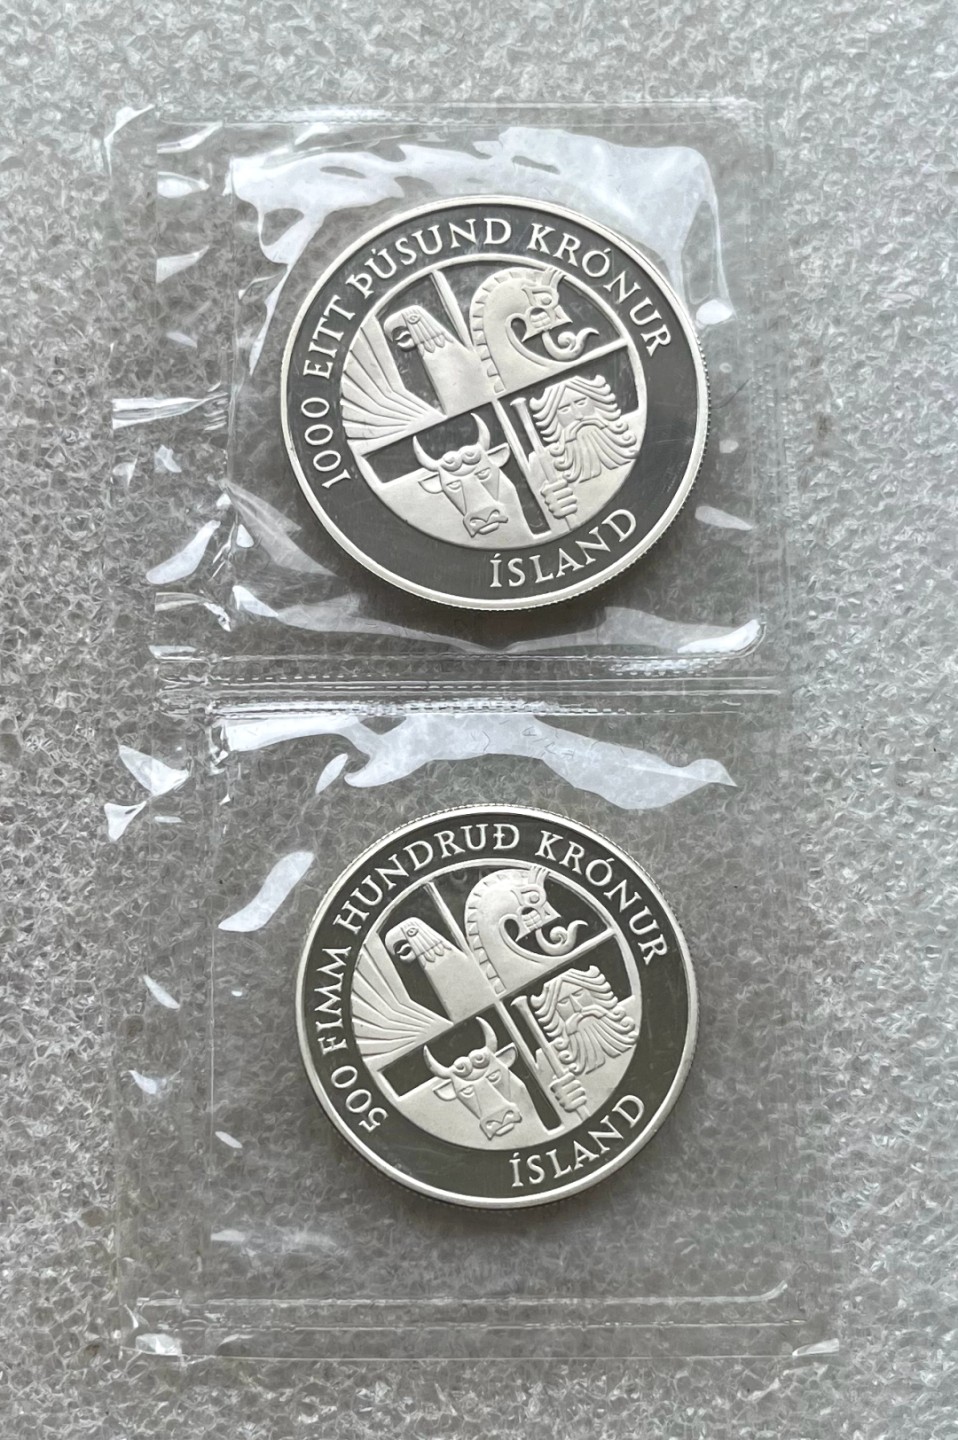 1000 EITT ÞÚSUND KRÓNUR
ÍSLAND
500 FIMM HUNDRUÐ KRÓNUR
ÍSLAND